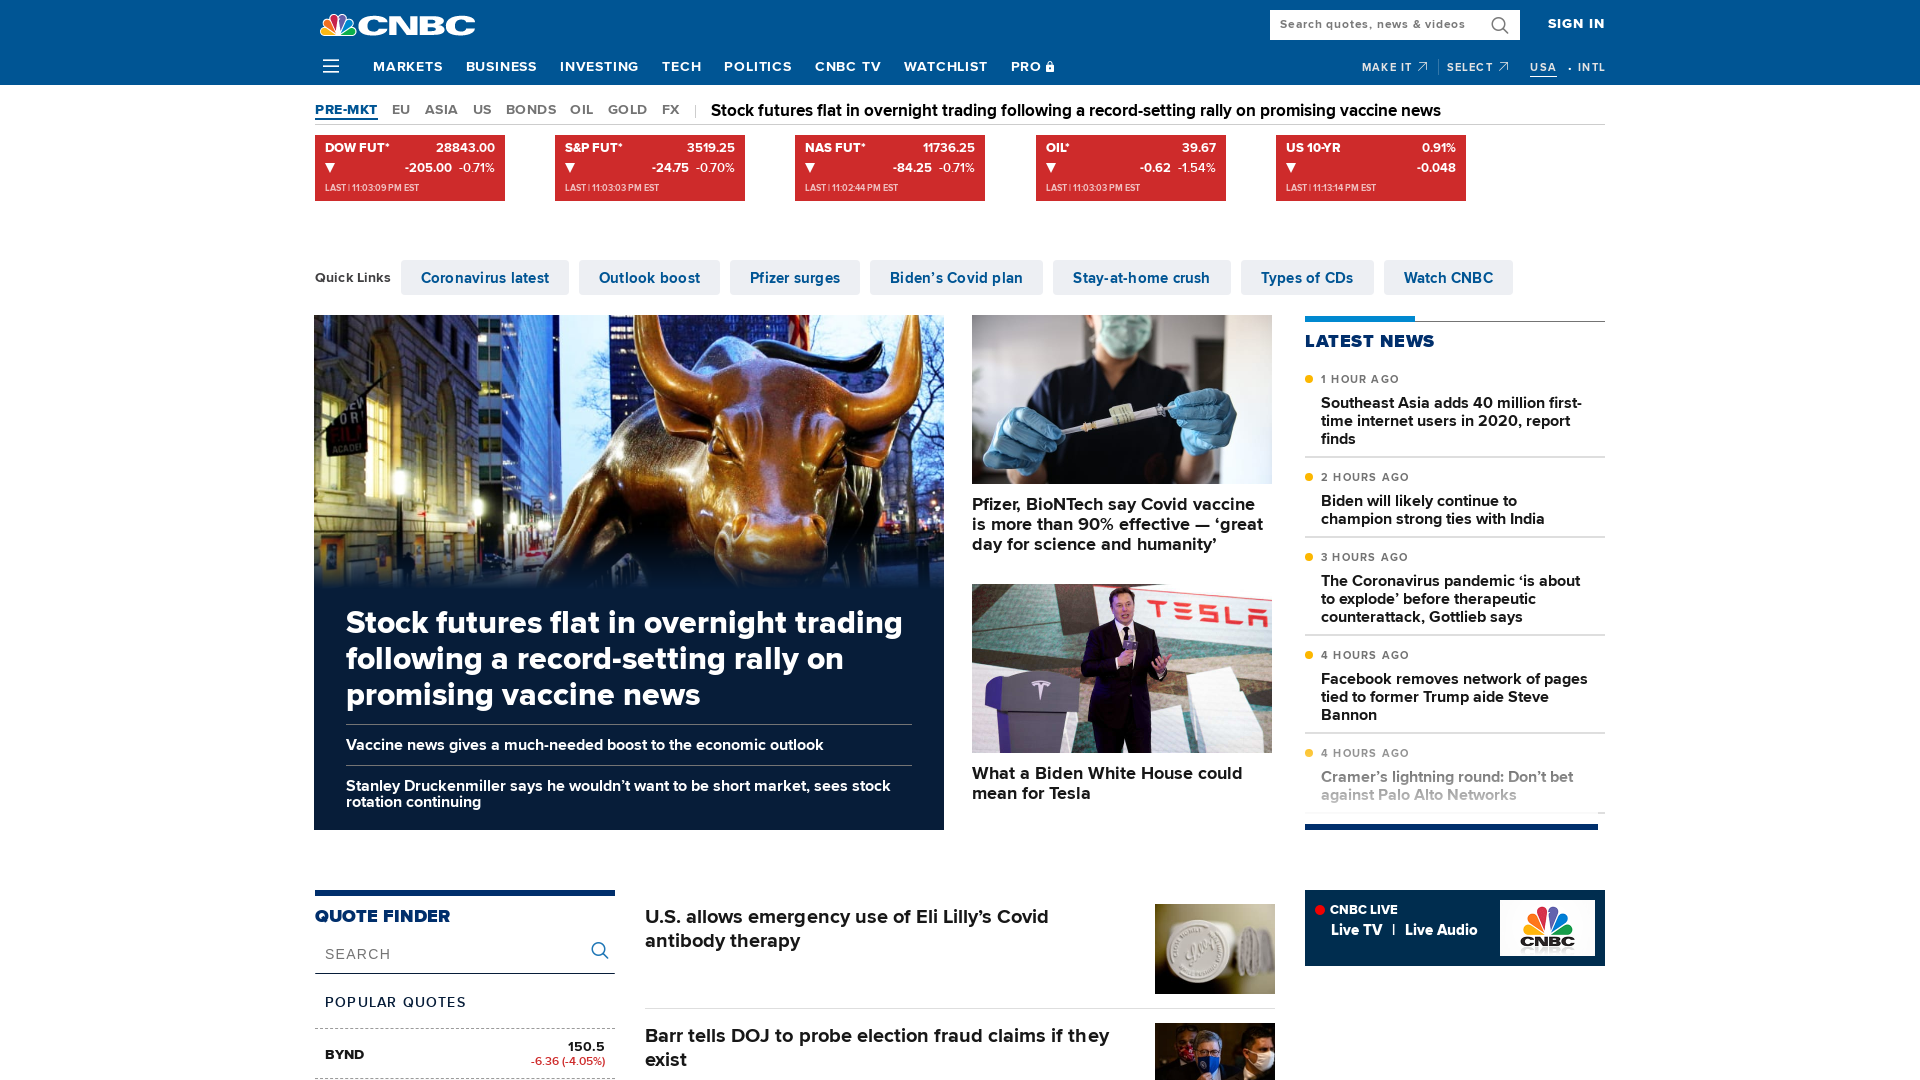 CNBC
Search quotes, news & videos
SIGN IN
MARKETS BUSINESS INVESTING TECH POLITICS CNBC TV WATCHLIST PRO
MAKE IT SELECT USA • INTL
PRE-MKT EU ASIA US BONDS OIL GOLD FX
Stock futures flat in overnight trading following a record-setting rally on promising vaccine news
DOW FUT* 28843.00
-205.00 -0.71%
LAST | 11:03:09 PM EST
S&P FUT* 3519.25
-24.75 -0.70%
LAST | 11:03:03 PM EST
NAS FUT* 11736.25
-84.25 -0.71%
LAST | 11:02:44 PM EST
OIL* 39.67
-0.62 -1.54%
LAST | 11:03:03 PM EST
US 10-YR 0.91%
-0.048
LAST | 11:13:14 PM EST
Quick Links
Coronavirus latest
Outlook boost
Pfizer surges
Biden’s Covid plan
Stay-at-home crush
Types of CDs
Watch CNBC
Stock futures flat in overnight trading
following a record-setting rally on
promising vaccine news
Vaccine news gives a much-needed boost to the economic outlook
Stanley Druckenmiller says he wouldn’t want to be short market, sees stock
rotation continuing
Pfizer, BioNTech say Covid vaccine
is more than 90% effective — ‘great
day for science and humanity’
TESLA
What a Biden White House could
mean for Tesla
LATEST NEWS
1 HOUR AGO
Southeast Asia adds 40 million first-
time internet users in 2020, report
finds
2 HOURS AGO
Biden will likely continue to
champion strong ties with India
3 HOURS AGO
The Coronavirus pandemic ‘is about
to explode’ before therapeutic
counterattack, Gottlieb says
4 HOURS AGO
Facebook removes network of pages
tied to former Trump aide Steve
Bannon
4 HOURS AGO
Cramer’s lightning round: Don’t bet
against Palo Alto Networks
QUOTE FINDER
SEARCH
POPULAR QUOTES
BYND 150.5
-6.36 (-4.05%)
U.S. allows emergency use of Eli Lilly’s Covid
antibody therapy
Lilly
Barr tells DOJ to probe election fraud claims if they
exist
CNBC LIVE
Live TV | Live Audio
CNBC